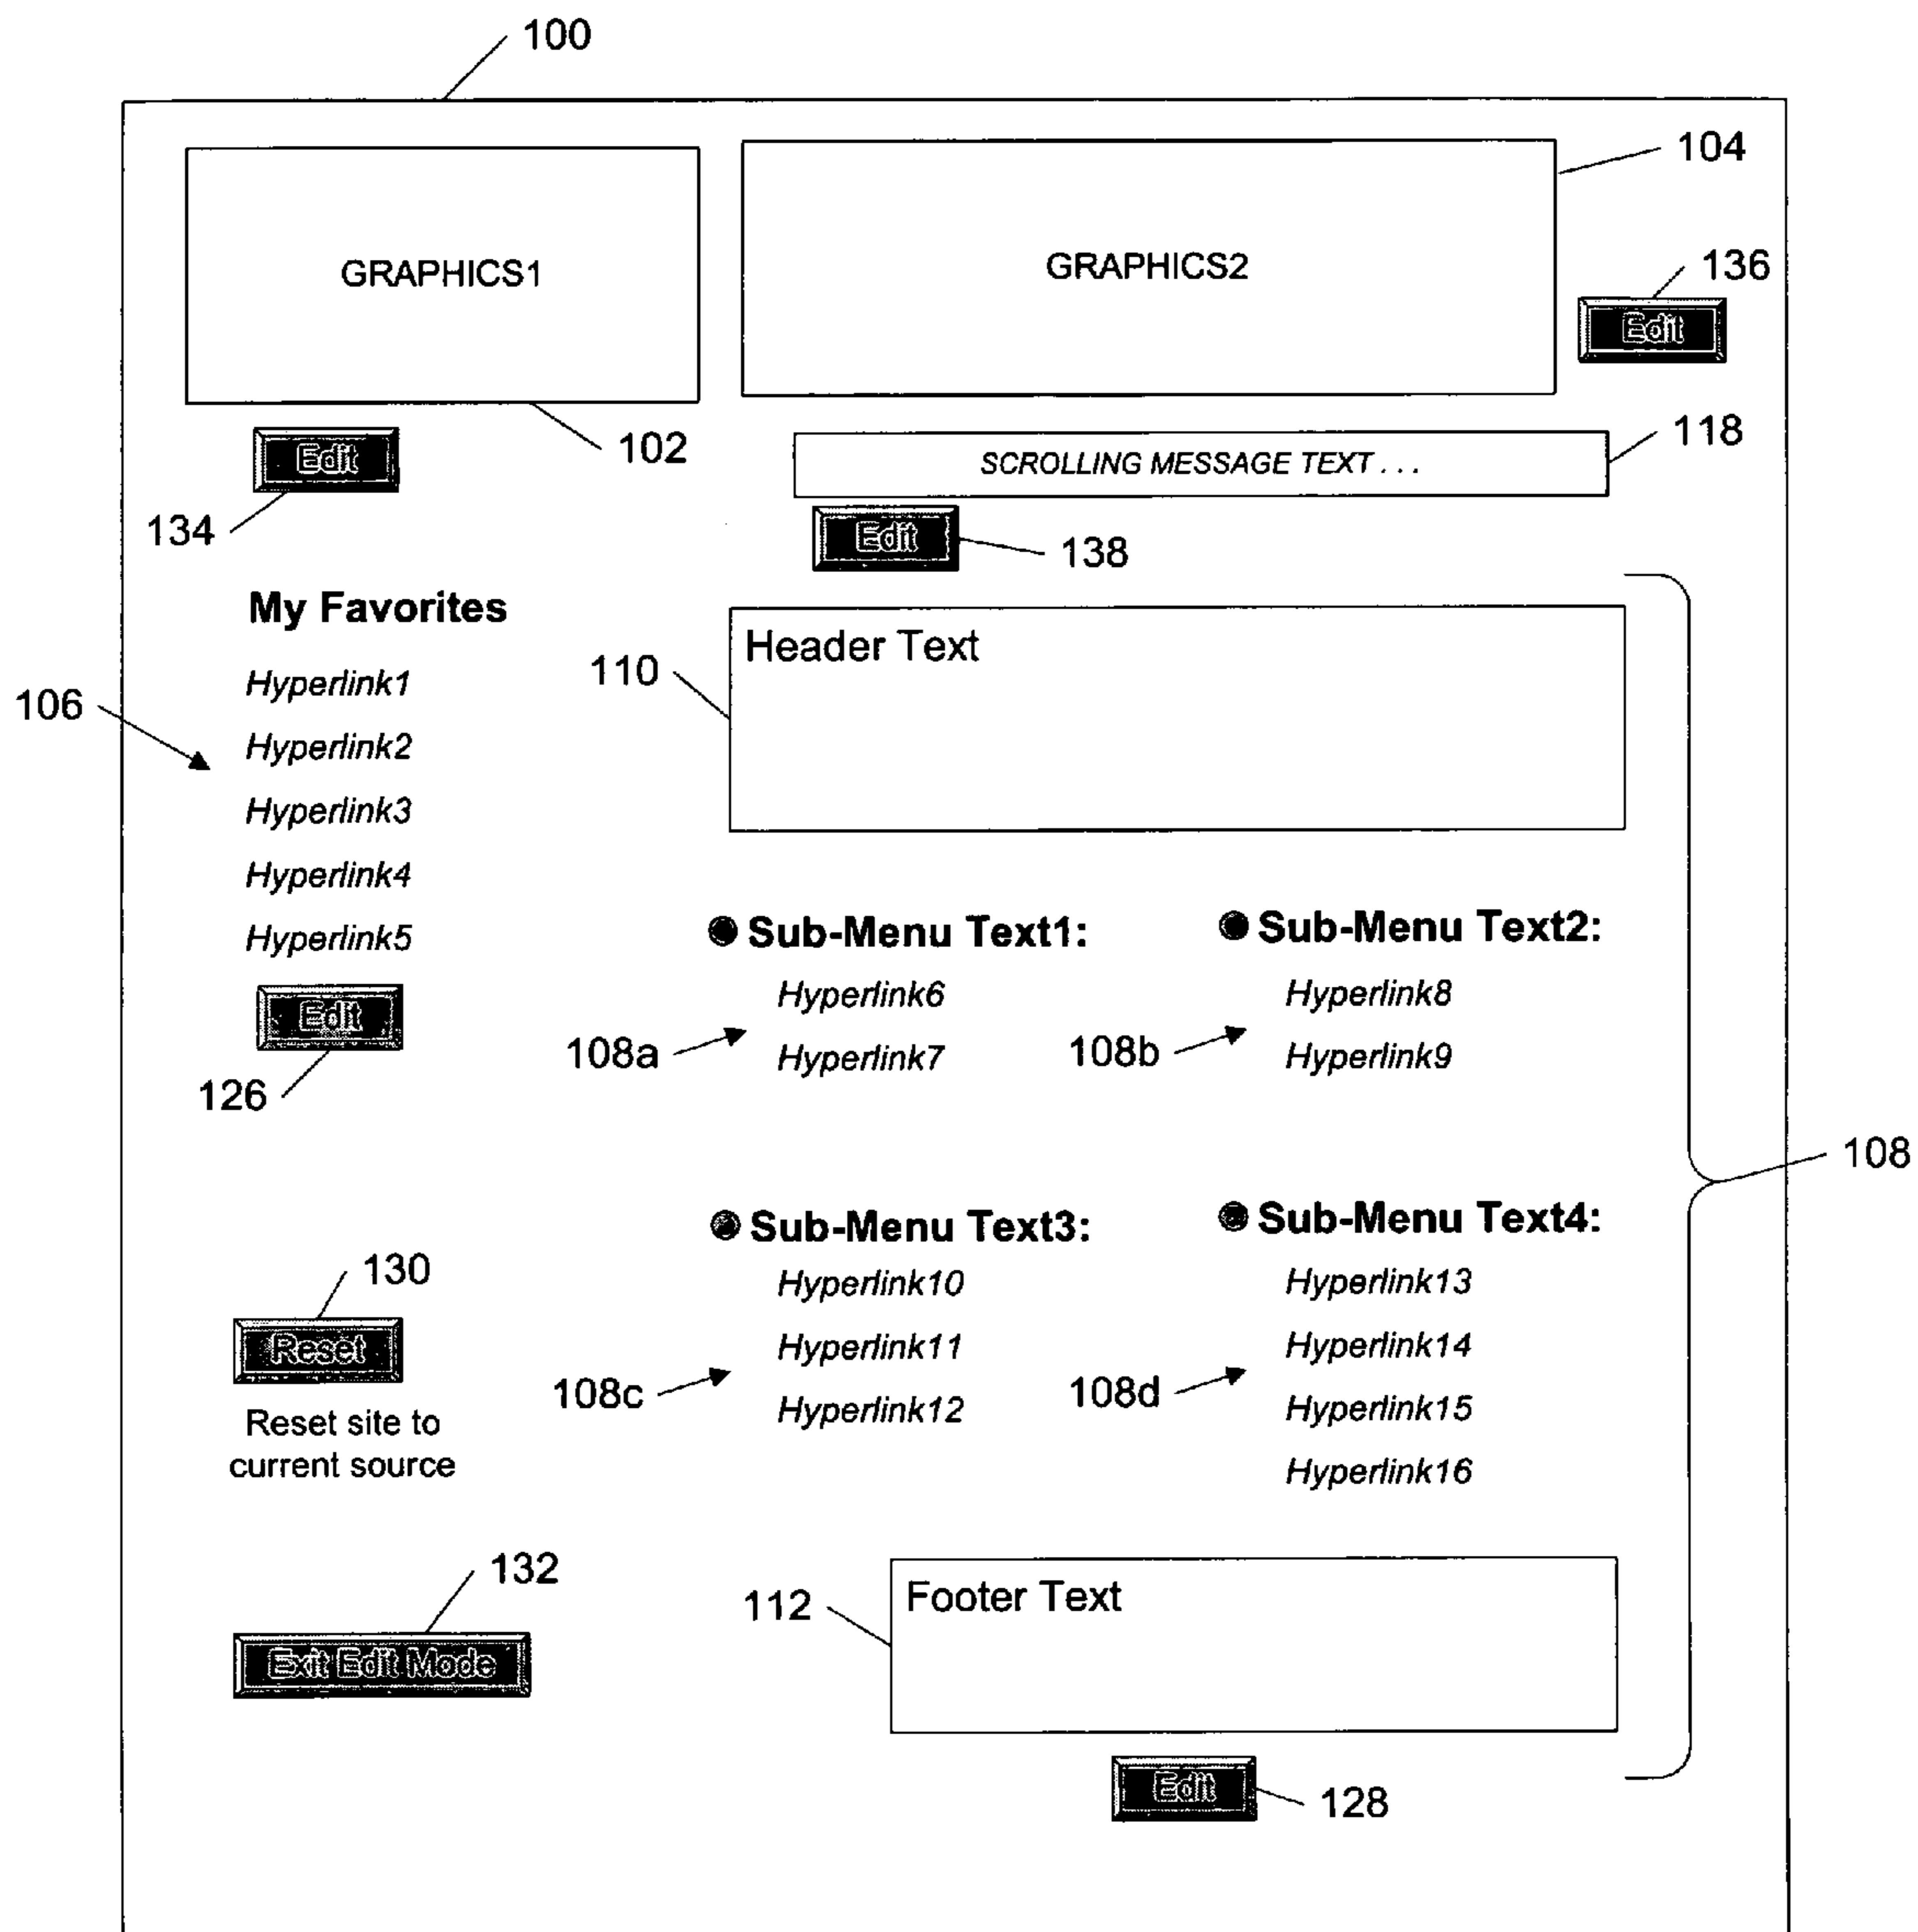 100
104
GRAPHICS1
GRAPHICS2
136
Edit
102
118
Edit
SCROLLING MESSAGE TEXT . . .
134
Edit
138
My Favorites
Header Text
110
Hyperlink1
106
Hyperlink2
Hyperlink3
Hyperlink4
Hyperlink5
Edit
126
Sub-Menu Text1:
Hyperlink6
108a
Hyperlink7
Sub-Menu Text2:
Hyperlink8
108b
Hyperlink9
108
130
Reset
Reset site to
current source
Sub-Menu Text3:
Hyperlink10
Hyperlink11
108c
Hyperlink12
Sub-Menu Text4:
Hyperlink13
Hyperlink14
108d
Hyperlink15
Hyperlink16
132
Exit Edit Mode
112
Footer Text
Edit
128